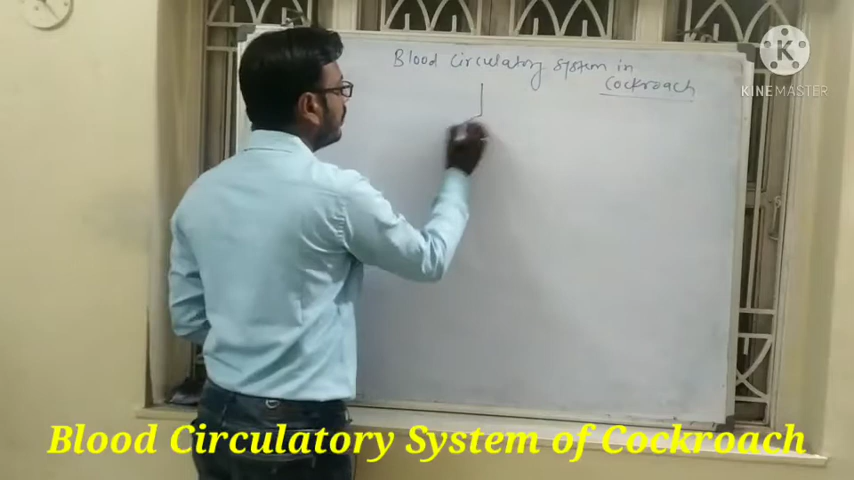 Blood Circulatory System in
Cockroach
KINEMASTER
Blood Circulatory System of Cockroach